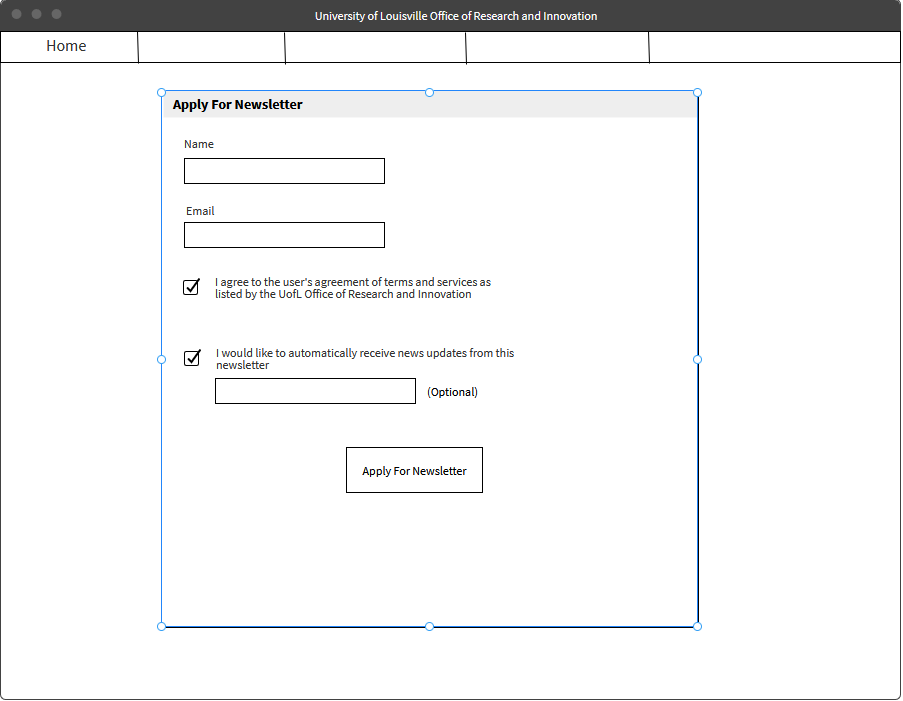 University of Louisville Office of Research and Innovation
Home
Apply For Newsletter
Name
Email
I agree to the user's agreement of terms and services as
listed by the UofL Office of Research and Innovation
I would like to automatically receive news updates from this
newsletter
(Optional)
Apply For Newsletter